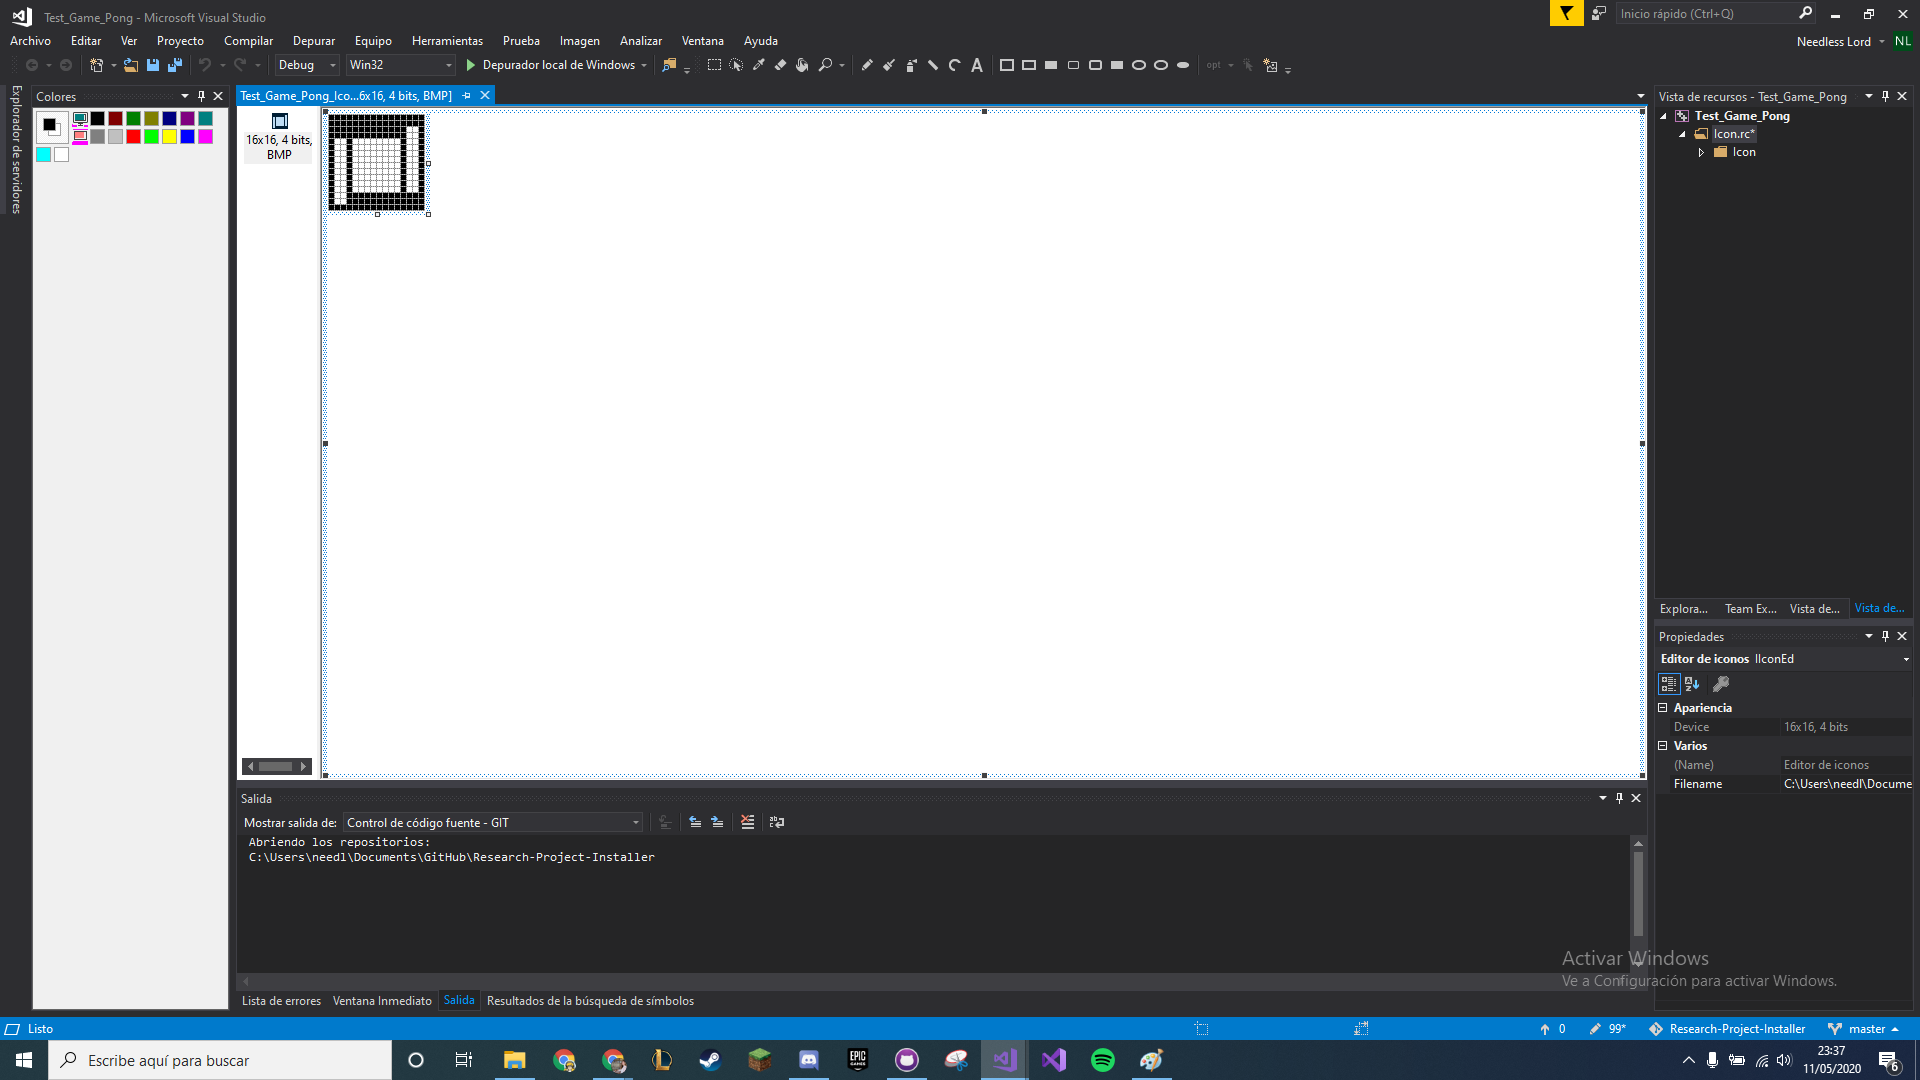 Test_Game_Pong - Microsoft Visual Studio
Inicio rápido (Ctrl+Q)
Archivo Editar Ver Proyecto Compilar Depurar Equipo Herramientas Prueba Imagen Analizar Ventana Ayuda
Needless Lord NL
Debug Win32 Depurador local de Windows opt
Explorador de servidores
Colores
Test_Game_Pong_Ico...6x16, 4 bits, BMP]
16x16, 4 bits,
BMP
Vista de recursos - Test_Game_Pong
Test_Game_Pong
Icon.rc*
Icon
Explora... Team Ex... Vista de... Vista de...
Propiedades
Editor de iconos IIconEd
Apariencia
Device 16x16, 4 bits
Varios
(Name) Editor de iconos
Filename C:\Users\needl\Docume
Salida
Mostrar salida de: Control de código fuente - GIT
Abriendo los repositorios:
C:\Users\needl\Documents\GitHub\Research-Project-Installer
Activar Windows
Ve a Configuración para activar Windows.
Lista de errores Ventana Inmediato Salida Resultados de la búsqueda de símbolos
Listo
0 99* Research-Project-Installer master
Escribe aquí para buscar
EPIC GAMES
23:37
11/05/2020
6